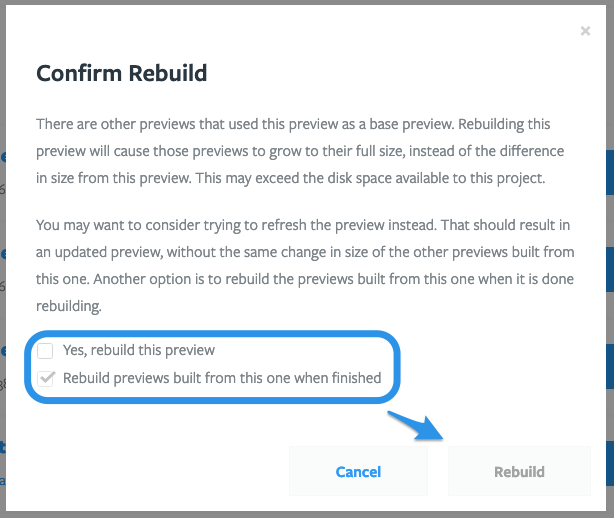 ×
Confirm Rebuild
There are other previews that used this preview as a base preview. Rebuilding this
preview will cause those previews to grow to their full size, instead of the difference
in size from this preview. This may exceed the disk space available to this project.
You may want to consider trying to refresh the preview instead. That should result in
an updated preview, without the same change in size of the other previews built from
this one. Another option is to rebuild the previews built from this one when it is done
rebuilding.
Yes, rebuild this preview
Rebuild previews built from this one when finished
Cancel
Rebuild